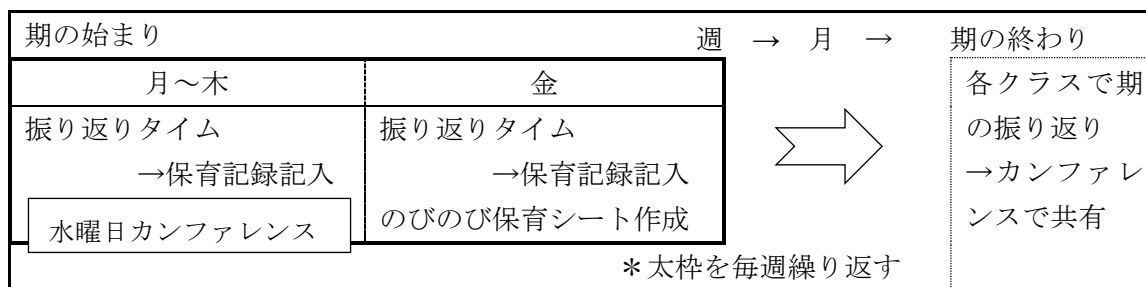 期の始まり
週 → 月 → 期の終わり
月~木
金
振り返りタイム
→保育記録記入
水曜日カンファレンス
振り返りタイム
→保育記録記入
のびのび保育シート作成
各クラスで期
の振り返り
→カンファレ
ンスで共有
*太枠を毎週繰り返す